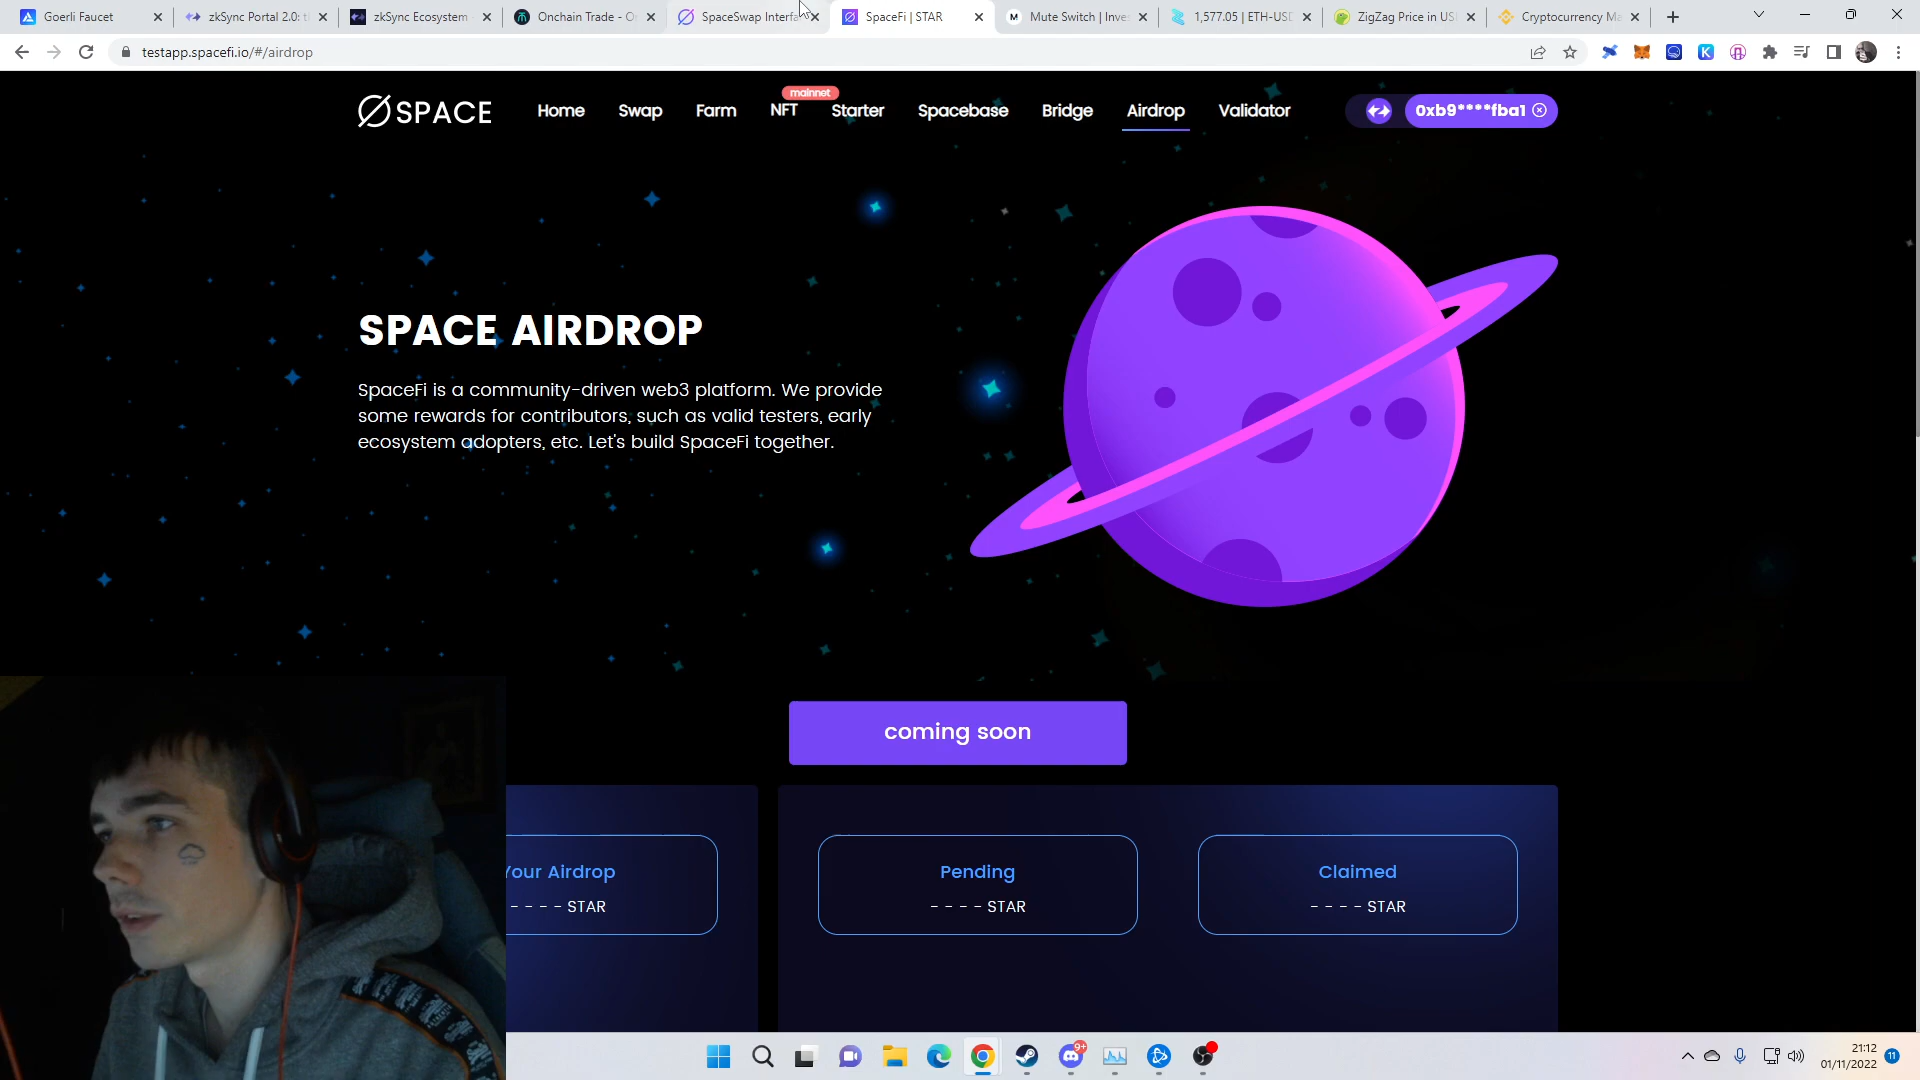 Goerli Faucet
zkSync Portal 2.0: t
zkSync Ecosystem
Onchain Trade - O
SpaceSwap Interfa
SpaceFi | STAR
Mute Switch | Inves
1,577.05 | ETH-USD
ZigZag Price in US
Cryptocurrency Ma
testapp.spacefi.io/#/airdrop
SPACE
Home
Swap
Farm
NFT
mainnet
Starter
Spacebase
Bridge
Airdrop
Validator
0xb9****fba1
SPACE AIRDROP
SpaceFi is a community-driven web3 platform. We provide
some rewards for contributors, such as valid testers, early
ecosystem adopters, etc. Let's build SpaceFi together.
coming soon
Your Airdrop
- - - - STAR
Pending
- - - - STAR
Claimed
- - - - STAR
9+
21:12
01/11/2022
11